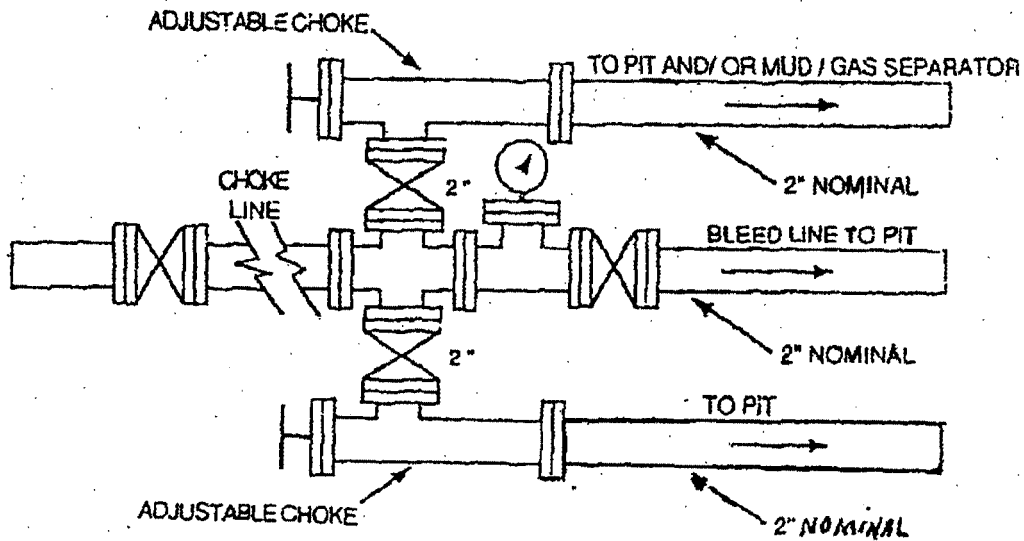 ADJUSTABLE CHOKE
TO PIT AND/ OR MUD / GAS SEPARATOR
2" NOMINAL
CHOKE
LINE
2"
BLEED LINE TO PIT
2" NOMINAL
2"
TO PIT
ADJUSTABLE CHOKE
2" NOMINAL